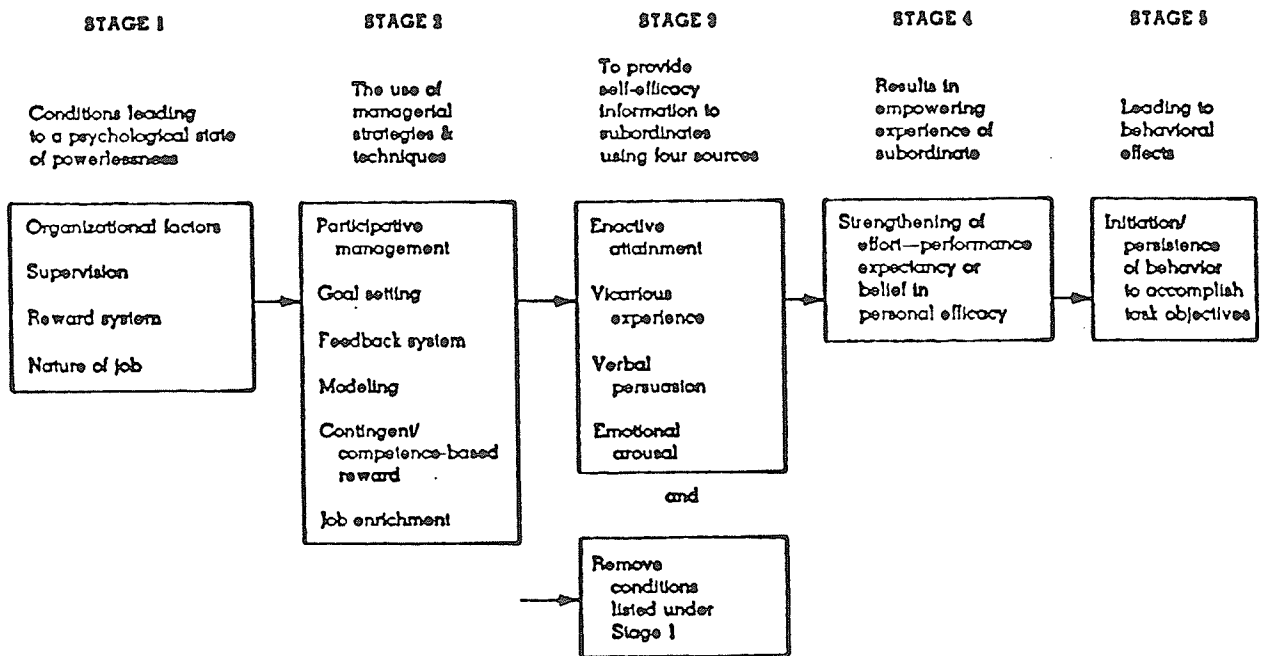 STAGE 1
Conditions leading
to a psychological state
of powerlessness
Organizational factors
Supervision
Reward system
Nature of job
STAGE 2
The use of
managerial
strategies &
techniques
Participative
management
Goal setting
Feedback system
Modeling
Contingent/
competence-based
reward
Job enrichment
STAGE 3
To provide
self-efficacy
information to
subordinates
using four sources
Enactive
attainment
Vicarious
experience
Verbal
persuasion
Emotional
arousal
and
Remove
conditions
listed under
Stage 1
STAGE 4
Results in
empowering
experience of
subordinate
Strengthening of
effort—performance
expectancy or
belief in
personal efficacy
STAGE 5
Leading to
behavioral
effects
Initiation/
persistence
of behavior
to accomplish
task objectives